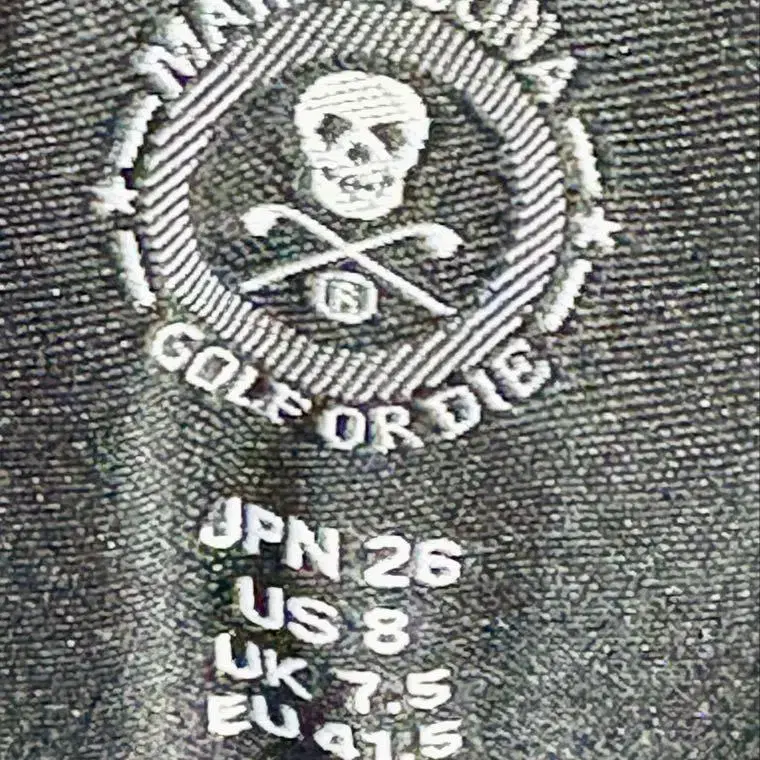 GOLF OR DIE
JPN 26
US 8
UK 7.5
EU 41.5